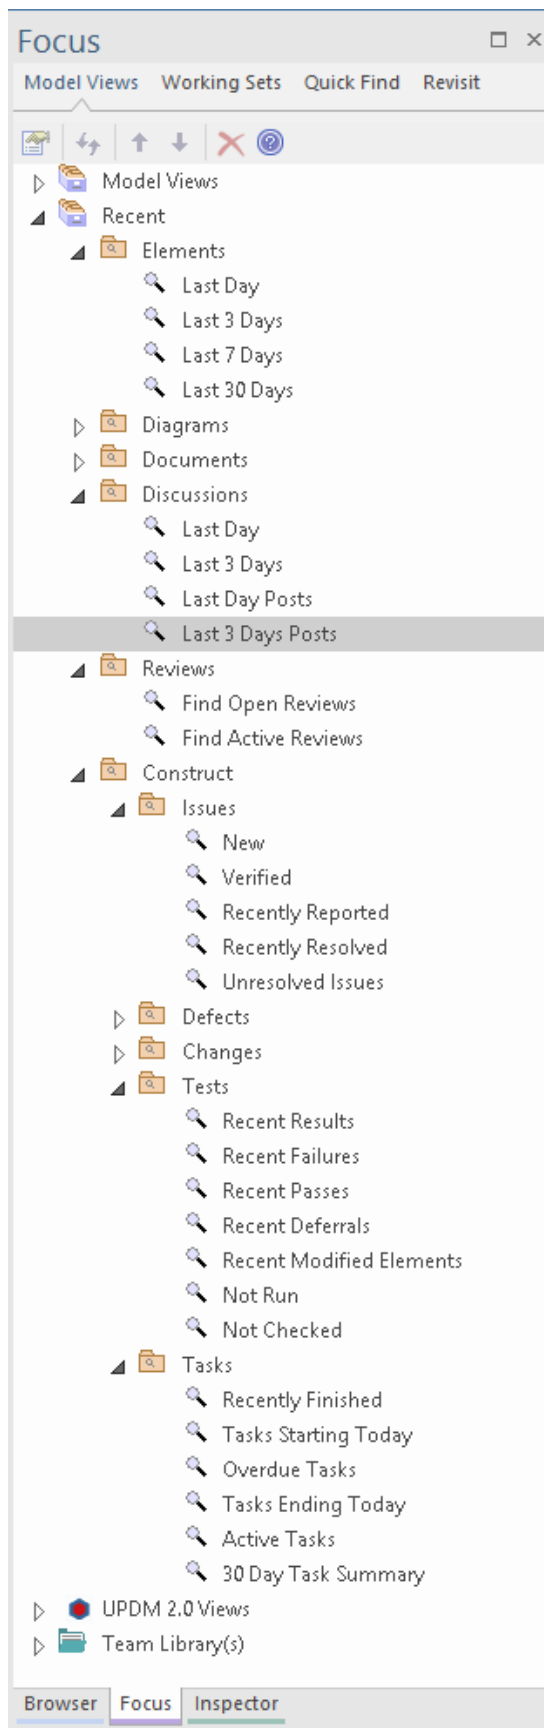 Focus
Model Views Working Sets Quick Find Revisit
Model Views
Recent
Elements
Last Day
Last 3 Days
Last 7 Days
Last 30 Days
Diagrams
Documents
Discussions
Last Day
Last 3 Days
Last Day Posts
Last 3 Days Posts
Reviews
Find Open Reviews
Find Active Reviews
Construct
Issues
New
Verified
Recently Reported
Recently Resolved
Unresolved Issues
Defects
Changes
Tests
Recent Results
Recent Failures
Recent Passes
Recent Deferrals
Recent Modified Elements
Not Run
Not Checked
Tasks
Recently Finished
Tasks Starting Today
Overdue Tasks
Tasks Ending Today
Active Tasks
30 Day Task Summary
UPDM 2.0 Views
Team Library(s)
Browser Focus Inspector